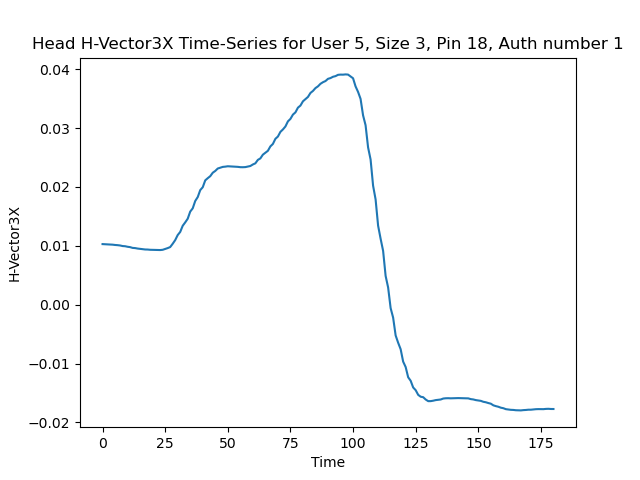 Head H-Vector3X Time-Series for User 5, Size 3, Pin 18, Auth number 1
0.04
0.03
0.02
0.01
0.00
−0.01
−0.02
H-Vector3X
0 25 50 75 100 125 150 175
Time